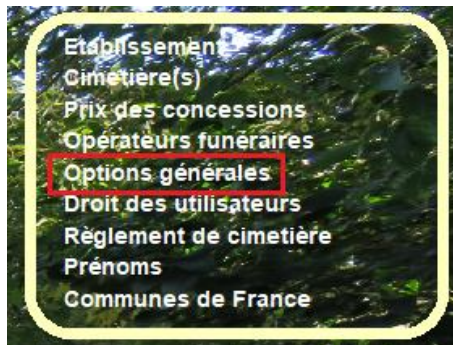 Etablissement
Cimetière(s)
Prix des concessions
Opérateurs funéraires
Options générales
Droit des utilisateurs
Règlement de cimetière
Prénoms
Communes de France